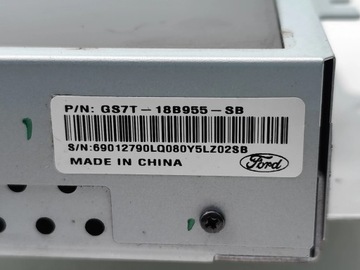 P/N: GS7T-18B955-SB
S/N:69012790LQ080Y5LZ02SB
MADE IN CHINA
Ford